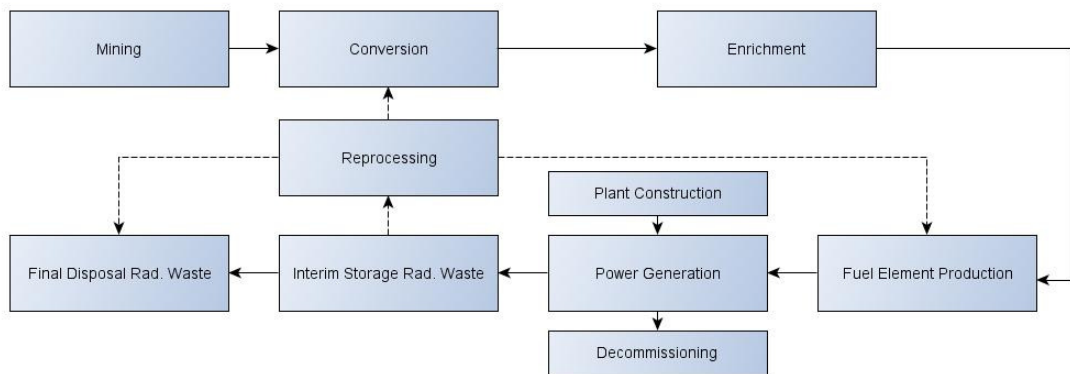 Mining
Conversion
Enrichment
Reprocessing
Plant Construction
Final Disposal Rad. Waste
Interim Storage Rad. Waste
Power Generation
Fuel Element Production
Decommissioning